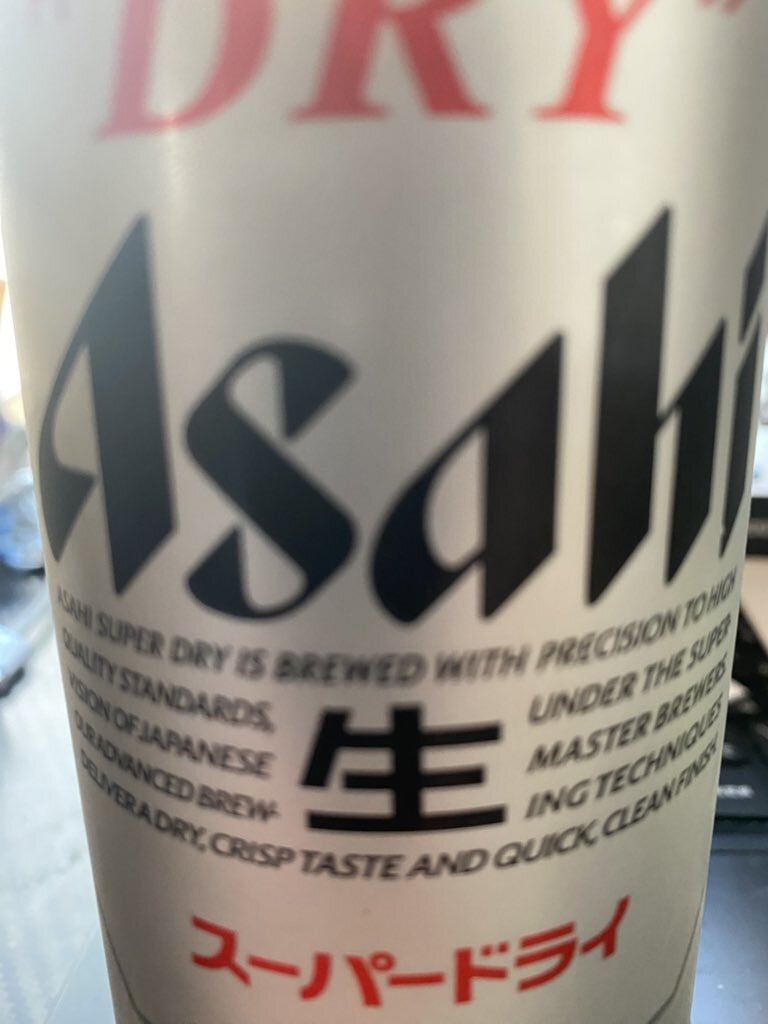 "DRY"
Asahi
ASAHI SUPER DRY IS BREWED WITH PRECISION TO HIGH
QUALITY STANDARDS, UNDER THE SUPER
VISION OF JAPANESE MASTER BREWERS
OUR ADVANCED BREW- ING TECHNIQUES
DELIVER A DRY, CRISP TASTE AND QUICK, CLEAN FINISH
生
スーパードライ